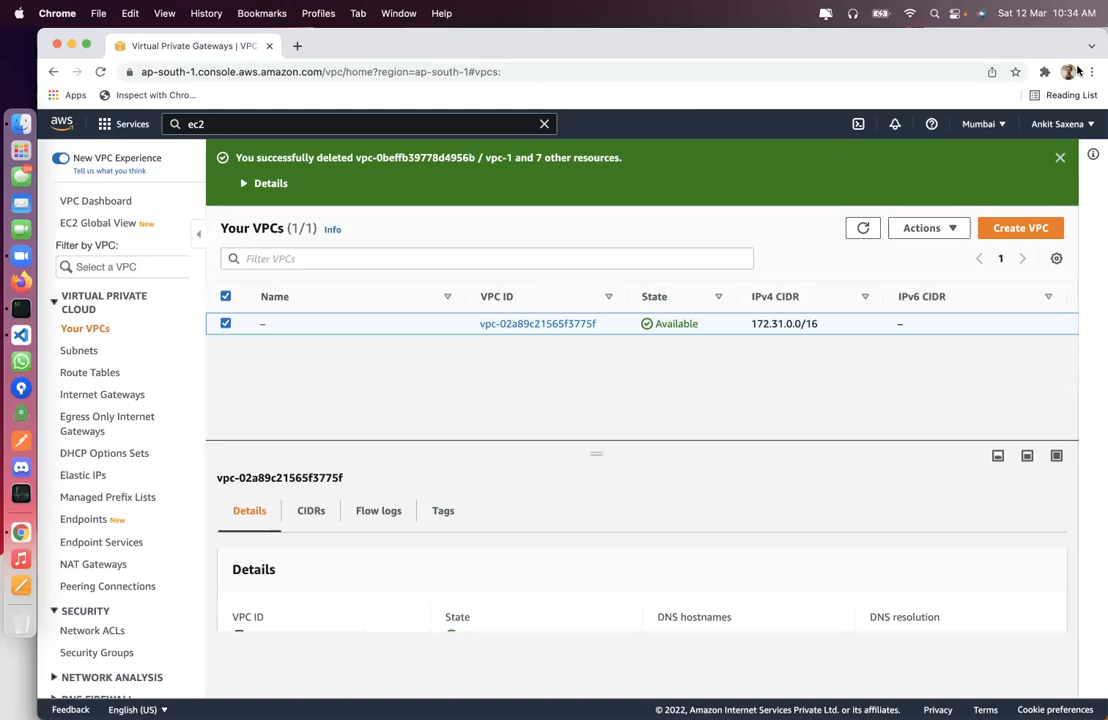 Chrome File Edit View History Bookmarks Profiles Tab Window Help Sat 12 Mar 10:34 AM
Virtual Private Gateways | VPC
ap-south-1.console.aws.amazon.com/vpc/home?region=ap-south-1#vpcs:
Apps Inspect with Chro... Reading List
aws Services ec2 Mumbai Ankit Saxena
New VPC Experience
Tell us what you think
VPC Dashboard
EC2 Global View New
Filter by VPC:
Select a VPC
VIRTUAL PRIVATE
CLOUD
Your VPCs
Subnets
Route Tables
Internet Gateways
Egress Only Internet
Gateways
DHCP Options Sets
Elastic IPs
Managed Prefix Lists
Endpoints New
Endpoint Services
NAT Gateways
Peering Connections
SECURITY
Network ACLs
Security Groups
NETWORK ANALYSIS
You successfully deleted vpc-0beffb39778d4956b / vpc-1 and 7 other resources.
Details
Your VPCs (1/1) Info
Actions Create VPC
Filter VPCs
1
Name VPC ID State IPv4 CIDR IPv6 CIDR
– vpc-02a89c21565f3775f Available 172.31.0.0/16 –
vpc-02a89c21565f3775f
Details CIDRs Flow logs Tags
Details
VPC ID State DNS hostnames DNS resolution
Feedback English (US) © 2022, Amazon Internet Services Private Ltd. or its affiliates. Privacy Terms Cookie preferences